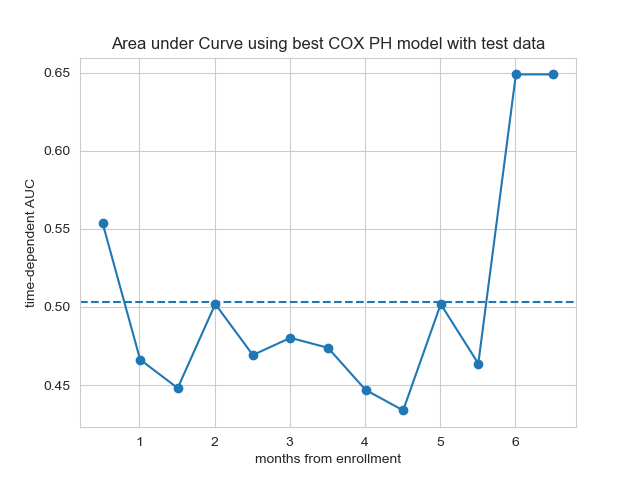 Area under Curve using best COX PH model with test data
time-dependent AUC
0.65
0.60
0.55
0.50
0.45
1 2 3 4 5 6
months from enrollment